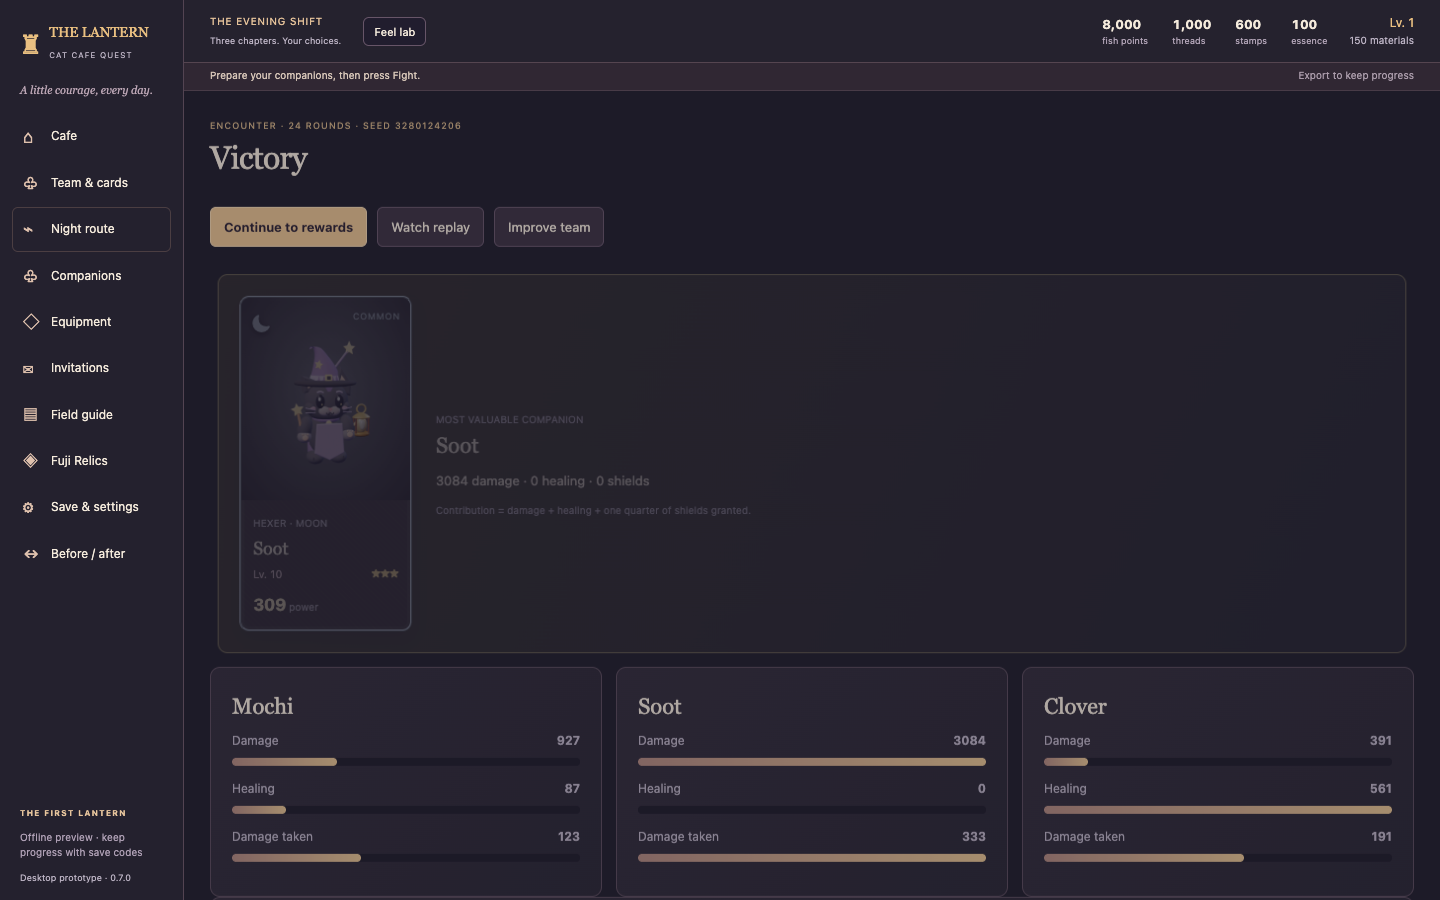 THE LANTERN
CAT CAFE QUEST
A little courage, every day.
Cafe
Team & cards
Night route
Companions
Equipment
Invitations
Field guide
Fuji Relics
Save & settings
Before / after
THE FIRST LANTERN
Offline preview · keep
progress with save codes
Desktop prototype · 0.7.0
THE EVENING SHIFT
Three chapters. Your choices.
Feel lab
8,000
fish points
1,000
threads
600
stamps
100
essence
Lv. 1
150 materials
Prepare your companions, then press Fight.
Export to keep progress
ENCOUNTER · 24 ROUNDS · SEED 3280124206
Victory
Continue to rewards
Watch replay
Improve team
COMMON
HEXER · MOON
Soot
Lv. 10
309 power
MOST VALUABLE COMPANION
Soot
3084 damage · 0 healing · 0 shields
Contribution = damage + healing + one quarter of shields granted.
Mochi
Damage 927
Healing 87
Damage taken 123
Soot
Damage 3084
Healing 0
Damage taken 333
Clover
Damage 391
Healing 561
Damage taken 191